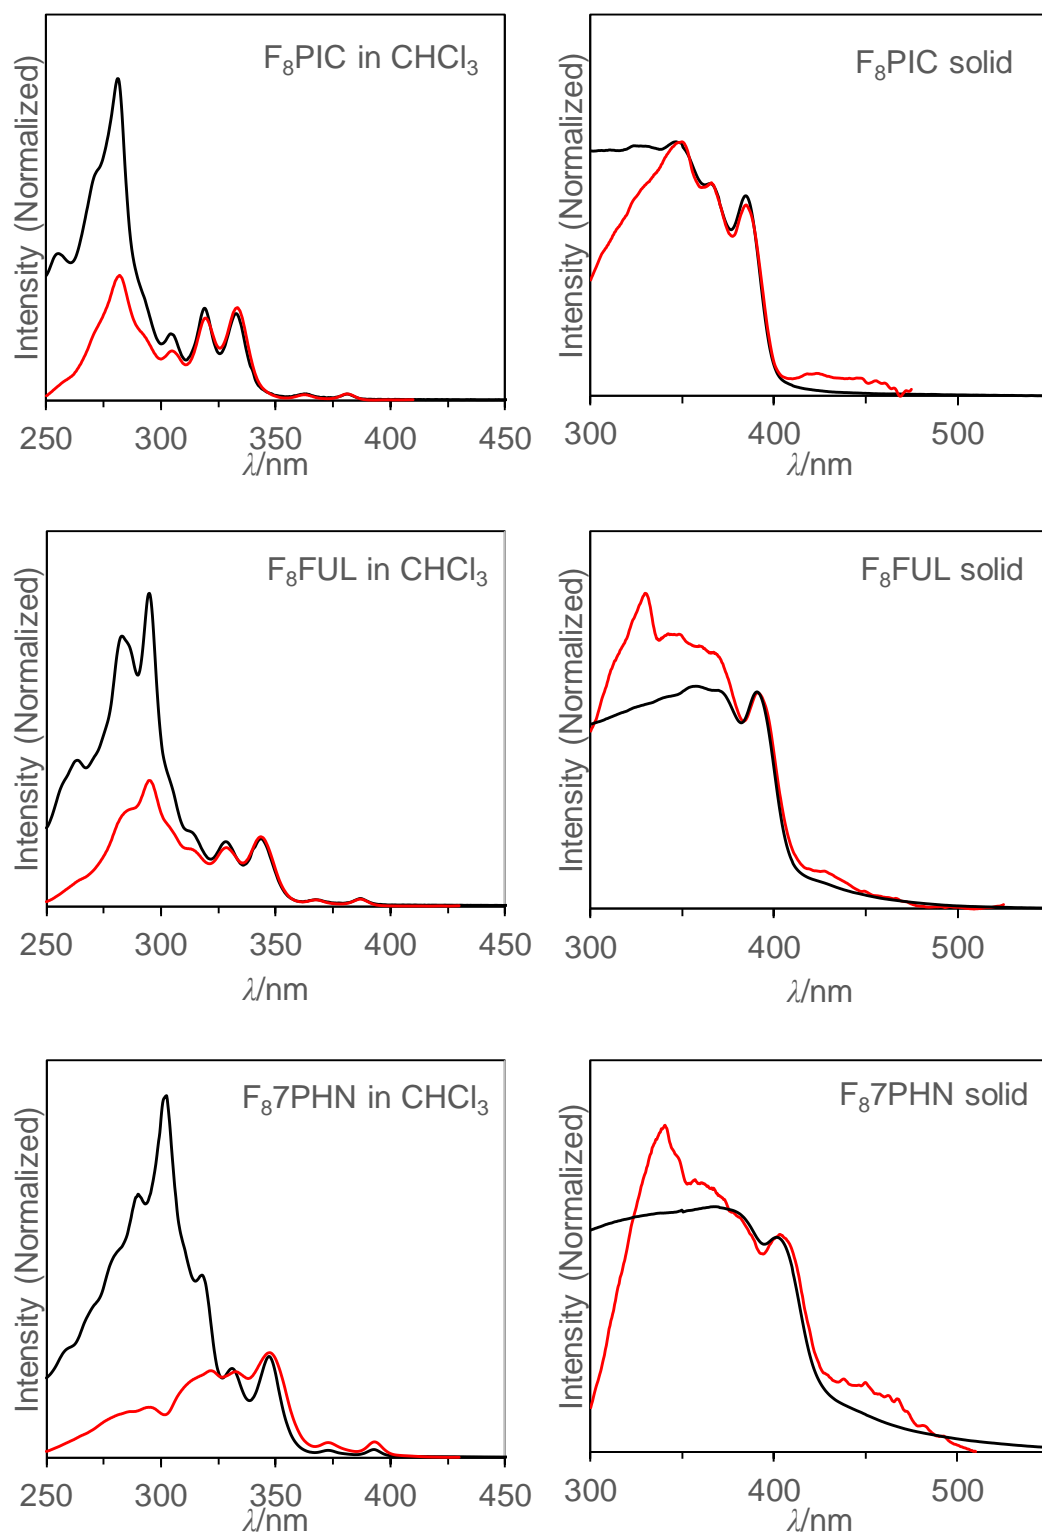 F₈PIC in CHCl₃
Intensity (Normalized)
250 300 350 400 450
λ/nm
F₈PIC solid
Intensity (Normalized)
300 400 500
λ/nm
F₈FUL in CHCl₃
Intensity (Normalized)
250 300 350 400 450
λ/nm
F₈FUL solid
Intensity (Normalized)
300 400 500
λ/nm
F₈7PHN in CHCl₃
Intensity (Normalized)
250 300 350 400 450
λ/nm
F₈7PHN solid
Intensity (Normalized)
300 400 500
λ/nm